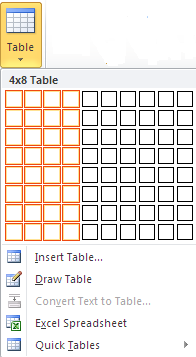 Table
4x8 Table
Insert Table...
Draw Table
Convert Text to Table...
Excel Spreadsheet
Quick Tables